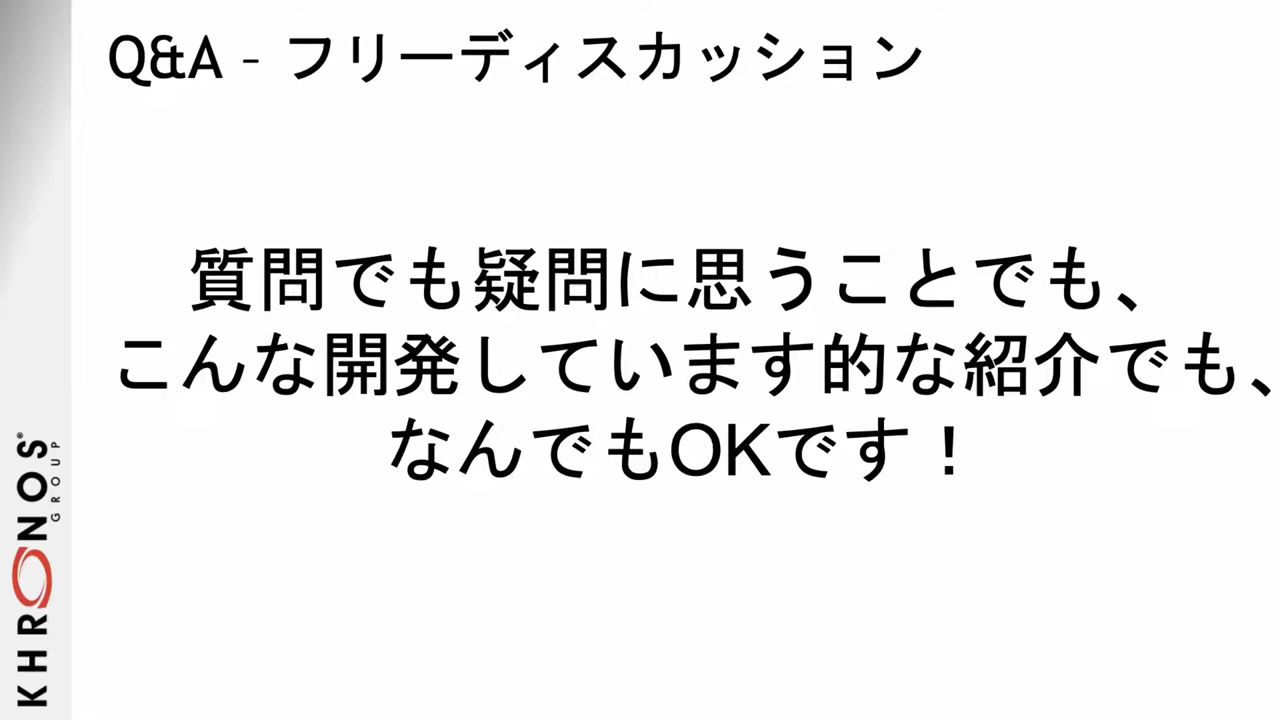 Q&A - フリーディスカッション
質問でも疑問に思うことでも、
こんな開発しています的な紹介でも、
なんでもOKです！
KHRONOS®
GROUP